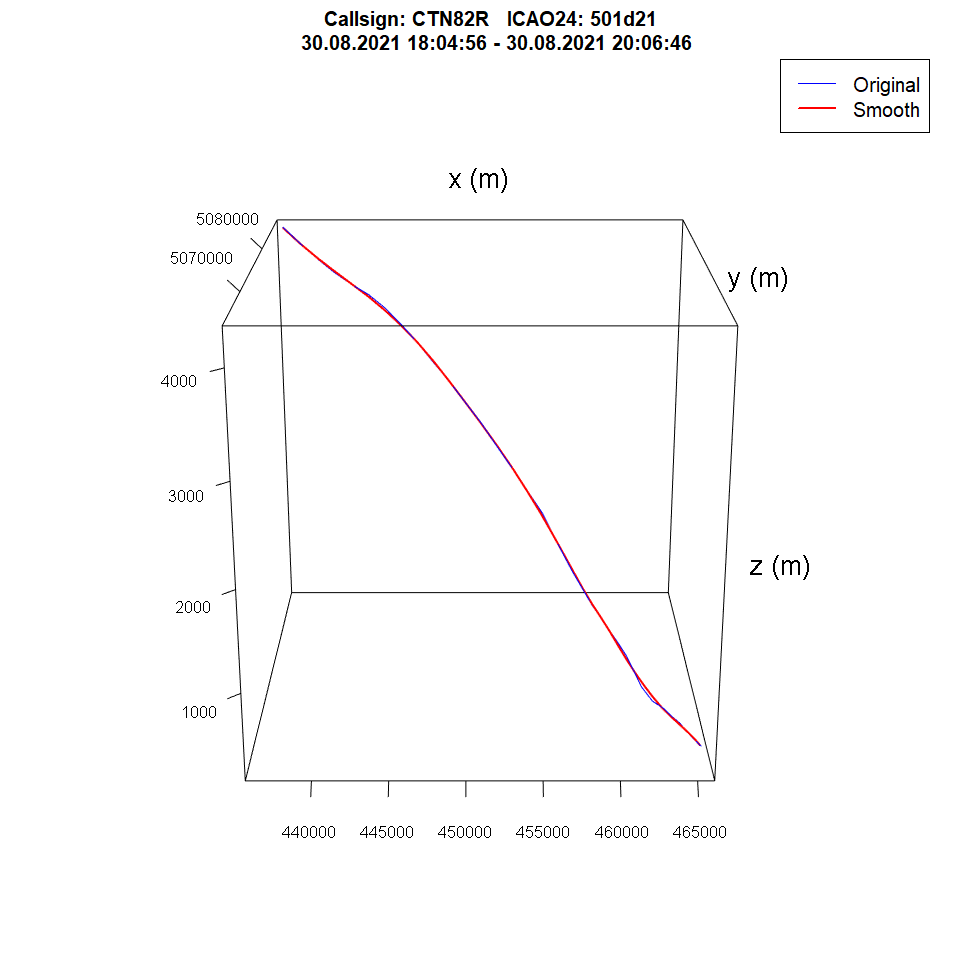 Callsign: CTN82R   ICAO24: 501d21
30.08.2021 18:04:56 - 30.08.2021 20:06:46
Original
Smooth
x (m)
5080000
5070000
y (m)
4000
3000
z (m)
2000
1000
440000 445000 450000 455000 460000 465000